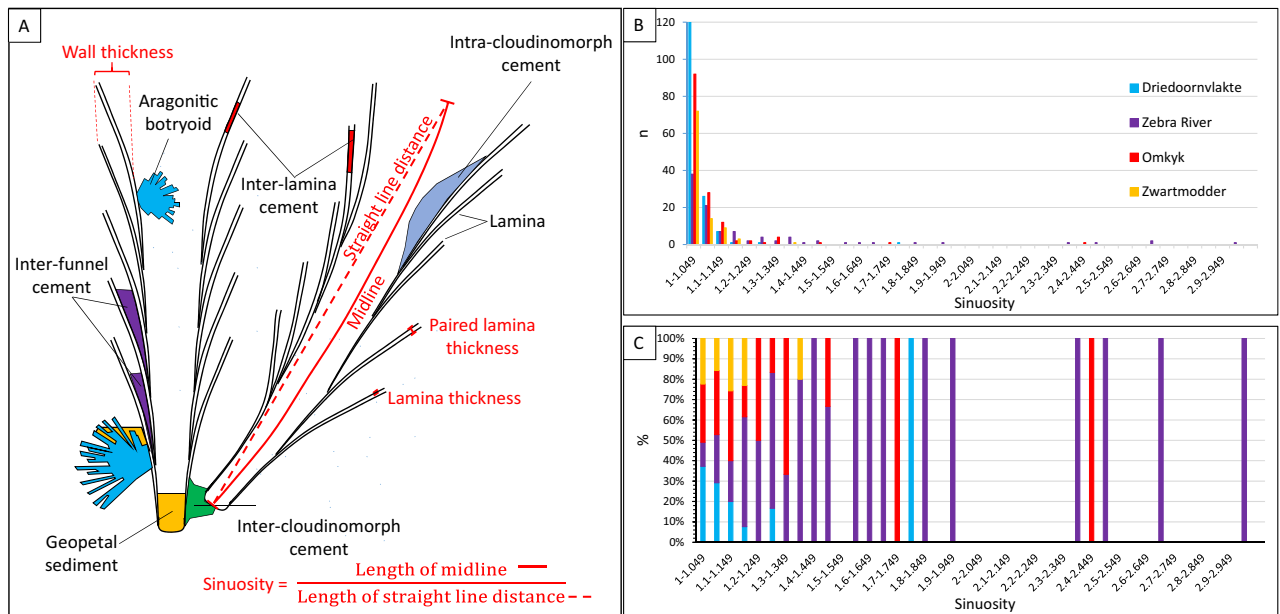 A
Wall thickness
Aragonitic
botryoid
Intra-cloudinomorph
cement
Inter-lamina
cement
Straight line distance
Midline
Lamina
Inter-funnel
cement
Paired lamina
thickness
Lamina thickness
Inter-cloudinomorph
cement
Geopetal
sediment
Sinuosity = Length of midline
Length of straight line distance
B
120
100
80
60
40
20
0
n
Driedoornvlakte
Zebra River
Omkyk
Zwartmodder
1-1.049
1.1-1.149
1.2-1.249
1.3-1.349
1.4-1.449
1.5-1.549
1.6-1.649
1.7-1.749
1.8-1.849
1.9-1.949
2-2.049
2.1-2.149
2.2-2.249
2.3-2.349
2.4-2.449
2.5-2.549
2.6-2.649
2.7-2.749
2.8-2.849
2.9-2.949
Sinuosity
C
100%
90%
80%
70%
60%
50%
40%
30%
20%
10%
0%
%
1-1.049
1.1-1.149
1.2-1.249
1.3-1.349
1.4-1.449
1.5-1.549
1.6-1.649
1.7-1.749
1.8-1.849
1.9-1.949
2-2.049
2.1-2.149
2.2-2.249
2.3-2.349
2.4-2.449
2.5-2.549
2.6-2.649
2.7-2.749
2.8-2.849
2.9-2.949
Sinuosity